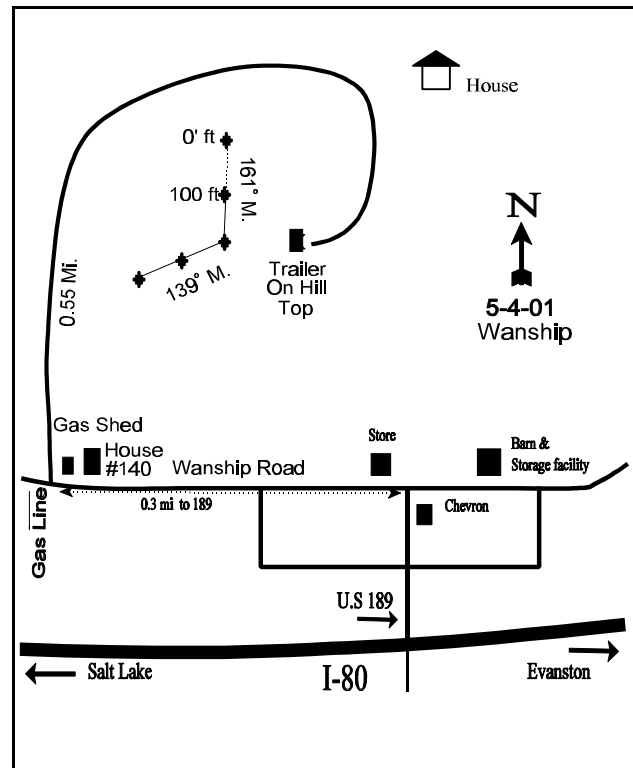 House
0' ft
161° M.
100 ft
N
139° M.
Trailer
On Hill
Top
0.55 Mi.
5-4-01
Wanship
Gas Shed
House
#140
Wanship Road
Store
Barn &
Storage facility
0.3 mi to 189
Gas Line
Chevron
U.S 189
Salt Lake
I-80
Evanston